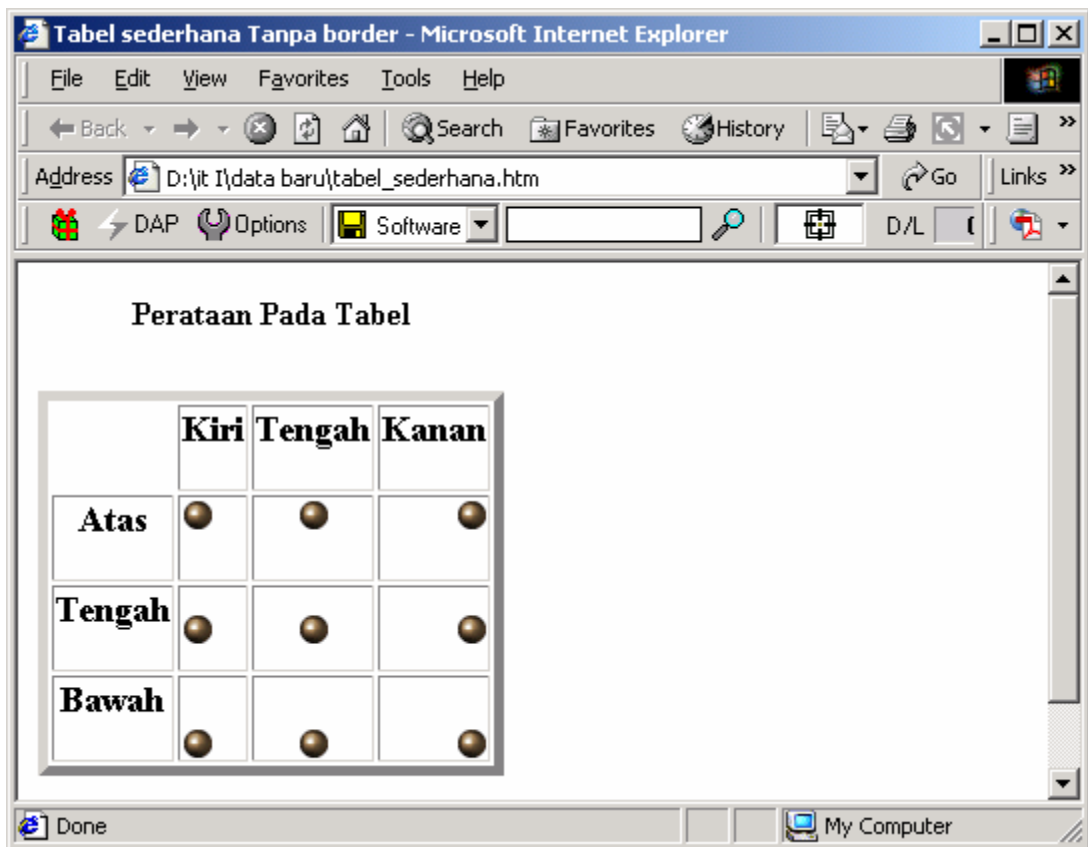 Tabel sederhana Tanpa border - Microsoft Internet Explorer
File Edit View Favorites Tools Help
Back Search Favorites History »
Address D:\it I\data baru\tabel_sederhana.htm Go Links »
DAP Options Software D/L
Perataan Pada Tabel
Kiri Tengah Kanan
Atas
Tengah
Bawah
Done My Computer